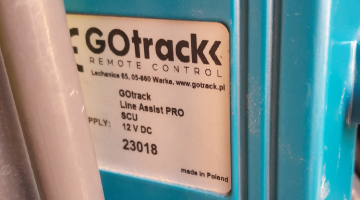 GOtrack
REMOTE CONTROL
Lechanice 85, 05-660 Warka, www.gotrack.pl
GOtrack
Line Assist PRO
SCU
PPLY: 12 V DC
23018
made in Poland